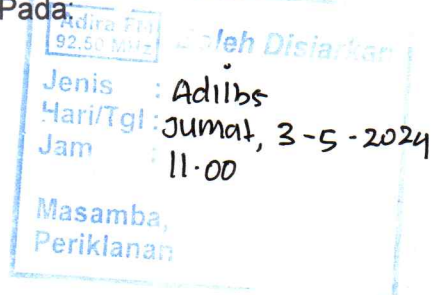 Pada:
Adira FM
92.50 MHz
Boleh Disiarkan
Jenis : Adlibs
Hari/Tgl : Jumat, 3-5-2024
Jam : 11.00
Masamba,
Periklanan